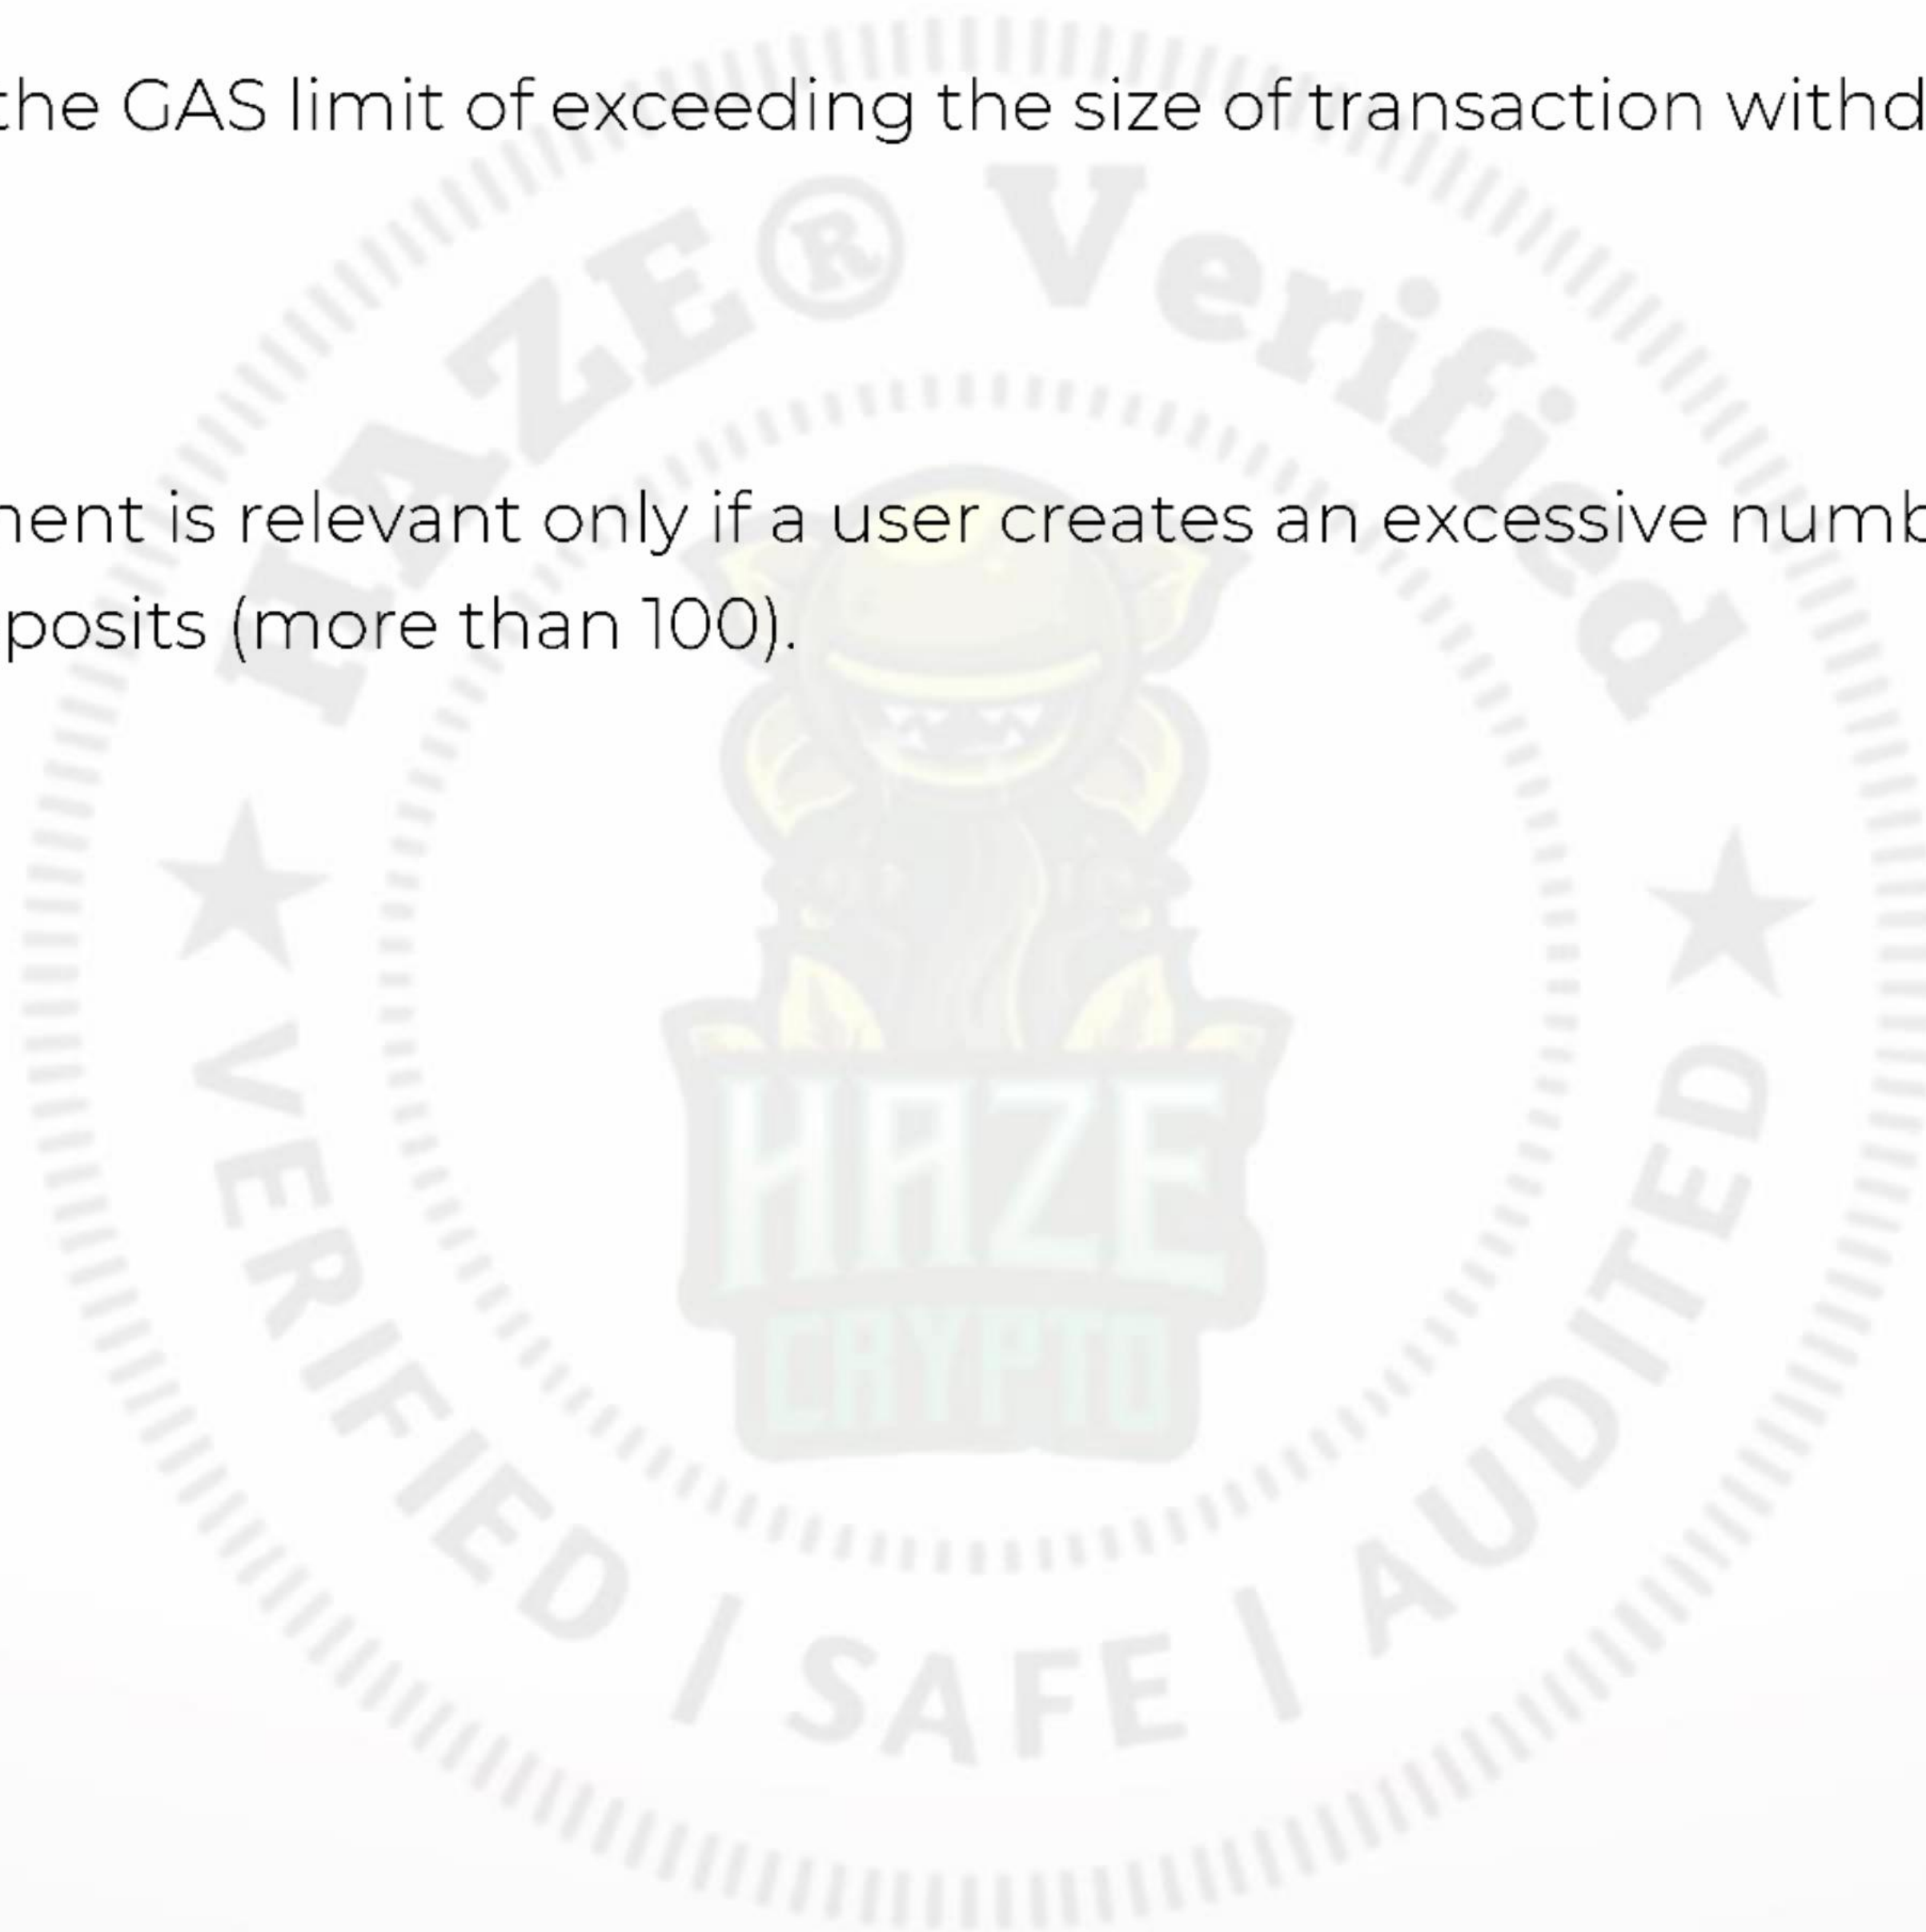 the GAS limit of exceeding the size of transaction withd
HAZE® Verified
nent is relevant only if a user creates an excessive numb
posits (more than 100).
HAZE
CRYPTO
VERIFIED | SAFE | AUDITED